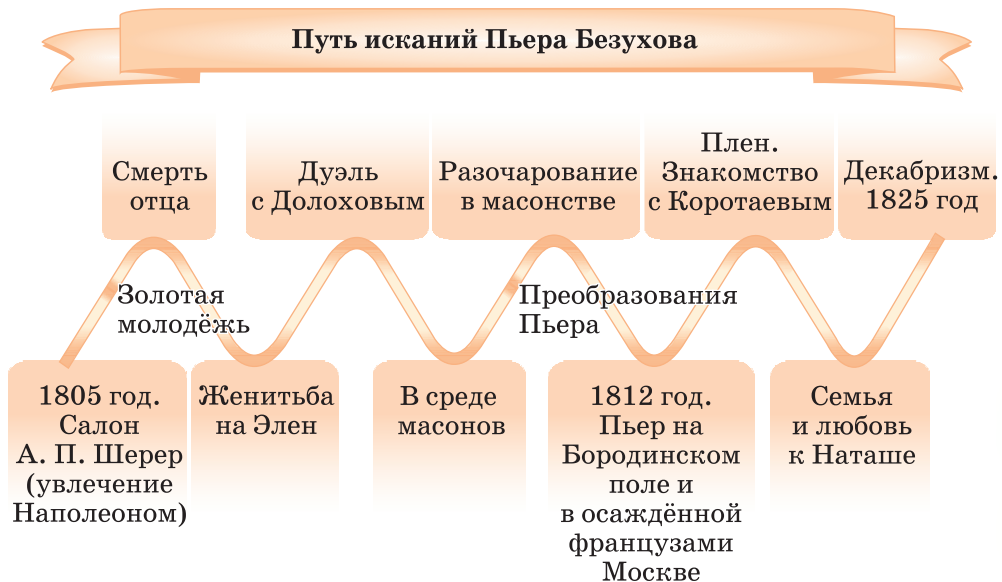 Путь исканий Пьера Безухова
Смерть
отца
Дуэль
с Долоховым
Разочарование
в масонстве
Плен.
Знакомство
с Коротаевым
Декабризм.
1825 год
Золотая
молодёжь
Преобразования
Пьера
1805 год.
Салон
А. П. Шерер
(увлечение
Наполеоном)
Женитьба
на Элен
В среде
масонов
1812 год.
Пьер на
Бородинском
поле и
в осаждённой
французами
Москве
Семья
и любовь
к Наташе